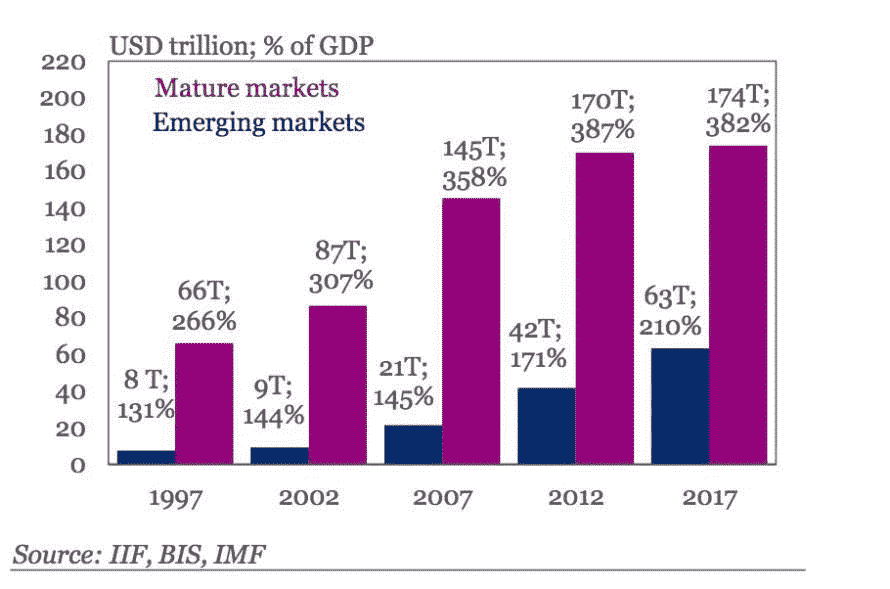 USD trillion; % of GDP
220
200
180
160
140
120
100
80
60
40
20
0
Mature markets
Emerging markets
8 T;
131%
66T;
266%
9T;
144%
87T;
307%
21T;
145%
145T;
358%
42T;
171%
170T;
387%
63T;
210%
174T;
382%
1997 2002 2007 2012 2017
Source: IIF, BIS, IMF